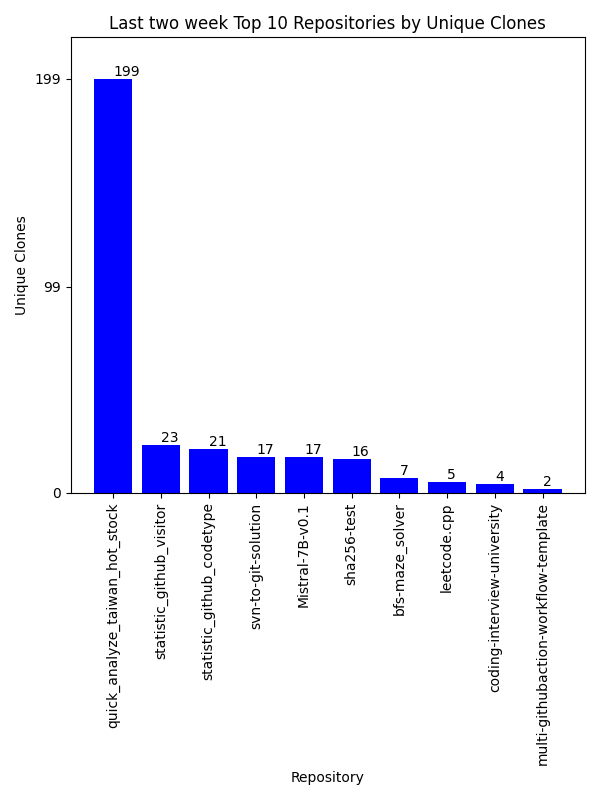 Last two week Top 10 Repositories by Unique Clones
Unique Clones
199
99
0
199
23
21
17
17
16
7
5
4
2
quick_analyze_taiwan_hot_stock
statistic_github_visitor
statistic_github_codetype
svn-to-git-solution
Mistral-7B-v0.1
sha256-test
bfs-maze_solver
leetcode.cpp
coding-interview-university
multi-githubaction-workflow-template
Repository